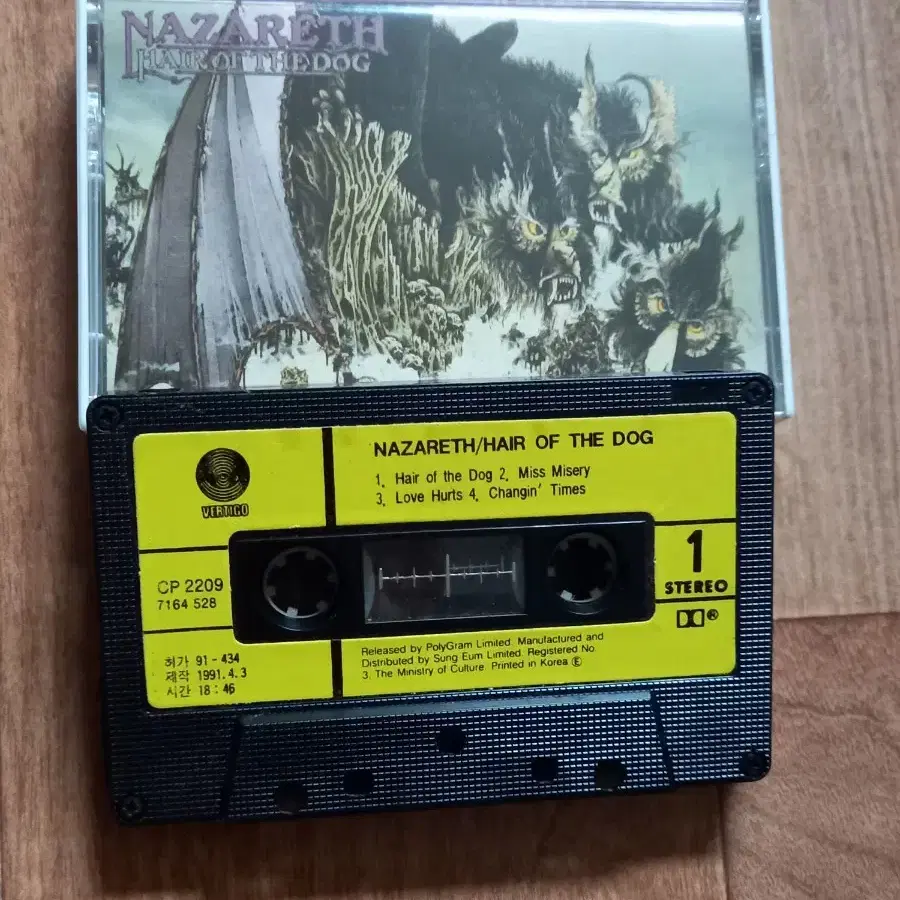 NAZARETH
HAIR OF THE DOG
NAZARETH/HAIR OF THE DOG
1. Hair of the Dog 2. Miss Misery
3. Love Hurts 4. Changin' Times
VERTIGO
CP 2209
7164 528
1
STEREO
허가 91-434
제작 1991.4.3
시간 18:46
Released by PolyGram Limited. Manufactured and
Distributed by Sung Eum Limited. Registered No.
3. The Ministry of Culture. Printed in Korea Ⓔ